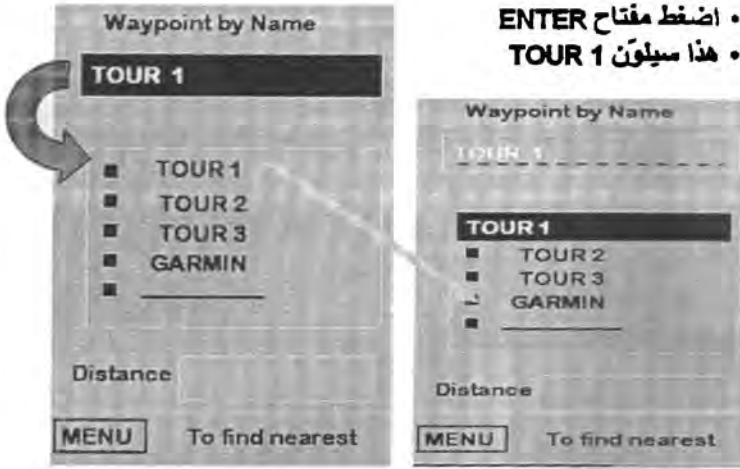 • اضغط مفتاح ENTER
• هذا سيلوّن TOUR 1
Waypoint by Name
TOUR 1
TOUR 1
TOUR 2
TOUR 3
GARMIN
Distance
MENU To find nearest
Waypoint by Name
TOUR 1
TOUR 1
TOUR 2
TOUR 3
GARMIN
Distance
MENU To find nearest